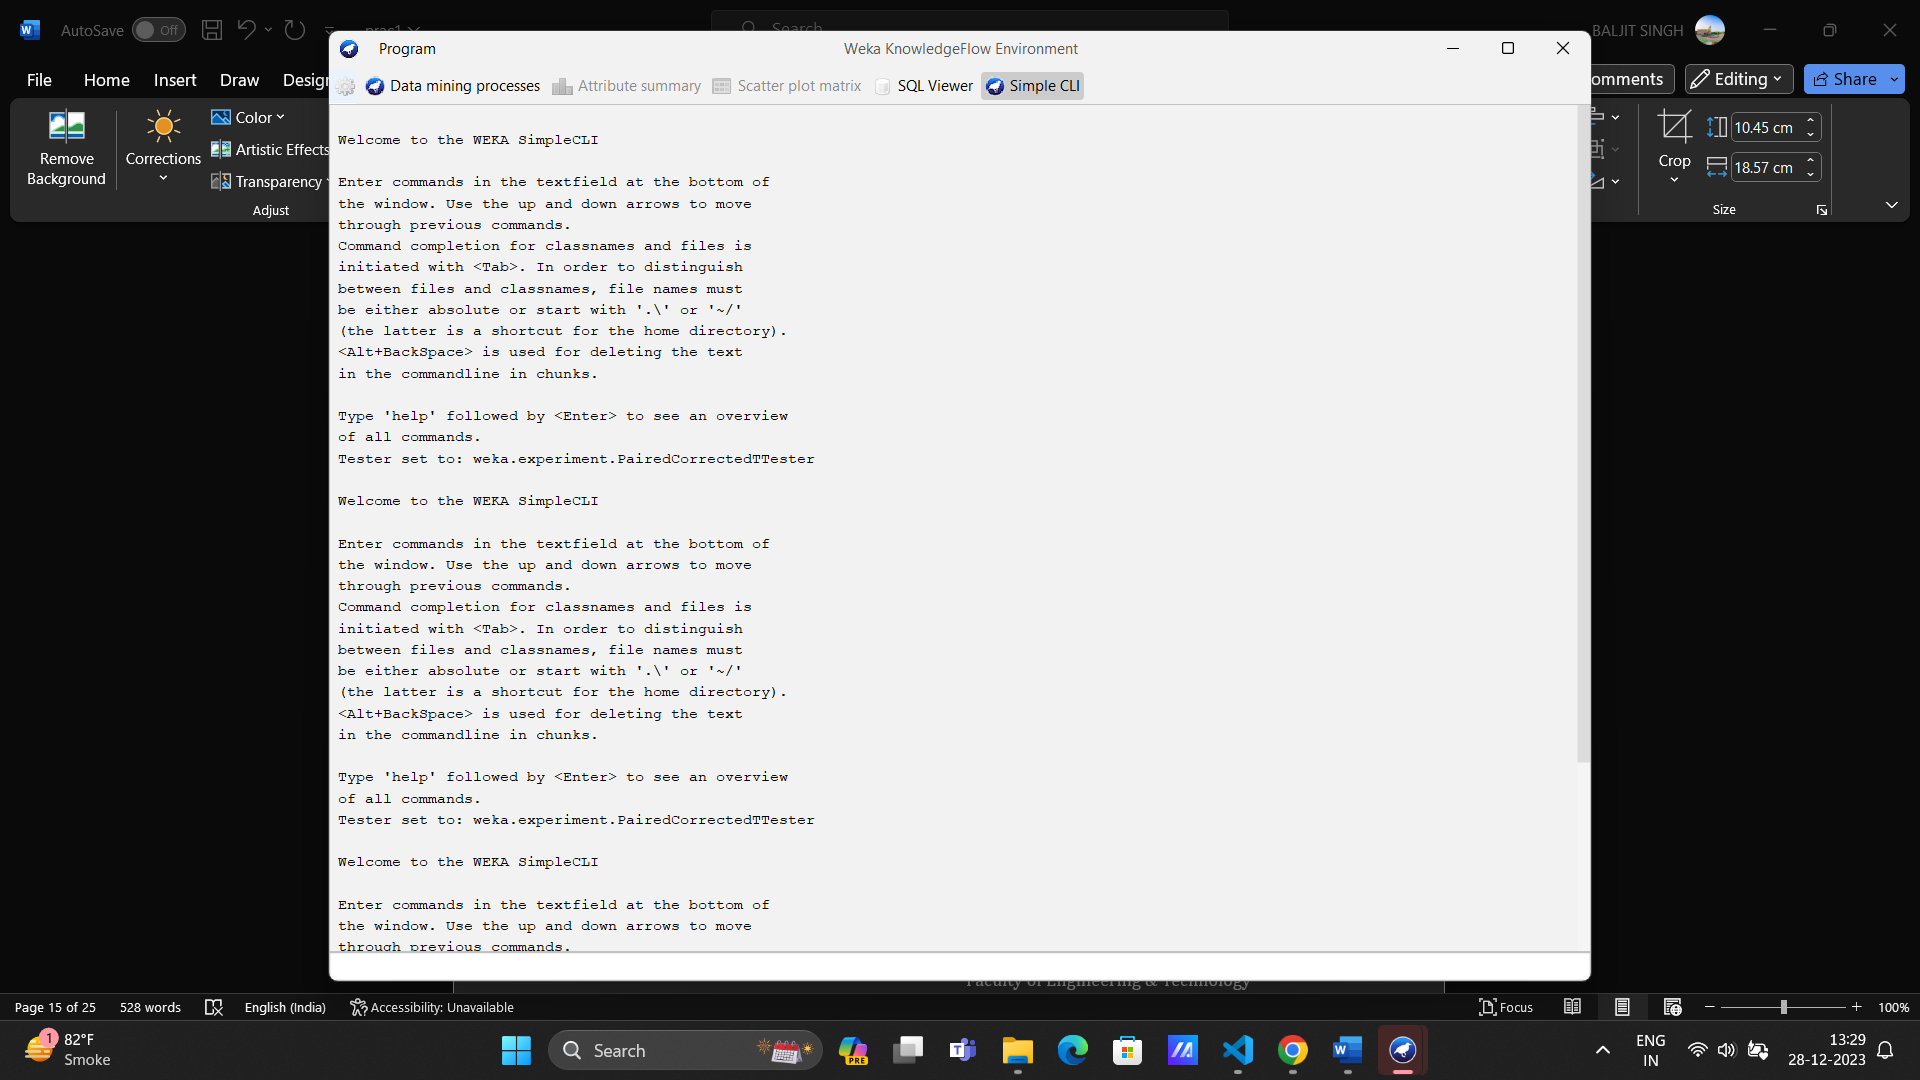 AutoSave Off
Search
BALJIT SINGH
Program
Weka KnowledgeFlow Environment
File Home Insert Draw
Comments Editing Share
Data mining processes Attribute summary Scatter plot matrix SQL Viewer Simple CLI
Remove
Background
Corrections
Color
Artistic Effects
Transparency
Adjust
Crop
10.45 cm
18.57 cm
Size
Welcome to the WEKA SimpleCLI
Enter commands in the textfield at the bottom of
the window. Use the up and down arrows to move
through previous commands.
Command completion for classnames and files is
initiated with <Tab>. In order to distinguish
between files and classnames, file names must
be either absolute or start with '.\' or '~/'
(the latter is a shortcut for the home directory).
<Alt+BackSpace> is used for deleting the text
in the commandline in chunks.
Type 'help' followed by <Enter> to see an overview
of all commands.
Tester set to: weka.experiment.PairedCorrectedTTester
Welcome to the WEKA SimpleCLI
Enter commands in the textfield at the bottom of
the window. Use the up and down arrows to move
through previous commands.
Command completion for classnames and files is
initiated with <Tab>. In order to distinguish
between files and classnames, file names must
be either absolute or start with '.\' or '~/'
(the latter is a shortcut for the home directory).
<Alt+BackSpace> is used for deleting the text
in the commandline in chunks.
Type 'help' followed by <Enter> to see an overview
of all commands.
Tester set to: weka.experiment.PairedCorrectedTTester
Welcome to the WEKA SimpleCLI
Enter commands in the textfield at the bottom of
the window. Use the up and down arrows to move
through previous commands.
Faculty of Engineering & Technology
Page 15 of 25 528 words English (India) Accessibility: Unavailable Focus 100%
1
82°F
Smoke
Search
PRE
ENG
IN
13:29
28-12-2023